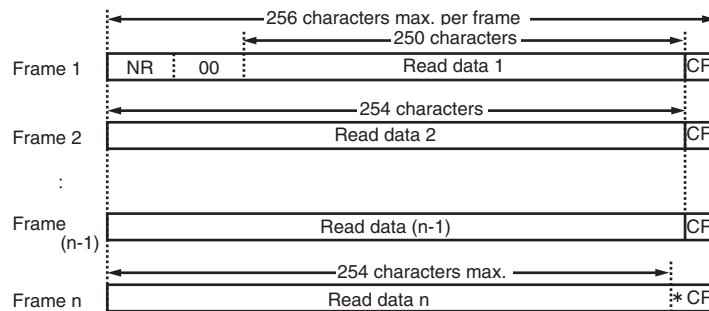 256 characters max. per frame
250 characters
Frame 1 NR 00 Read data 1 CR
254 characters
Frame 2 Read data 2 CR
:
Frame Read data (n-1) CR
(n-1)
254 characters max.
Frame n Read data n * CR